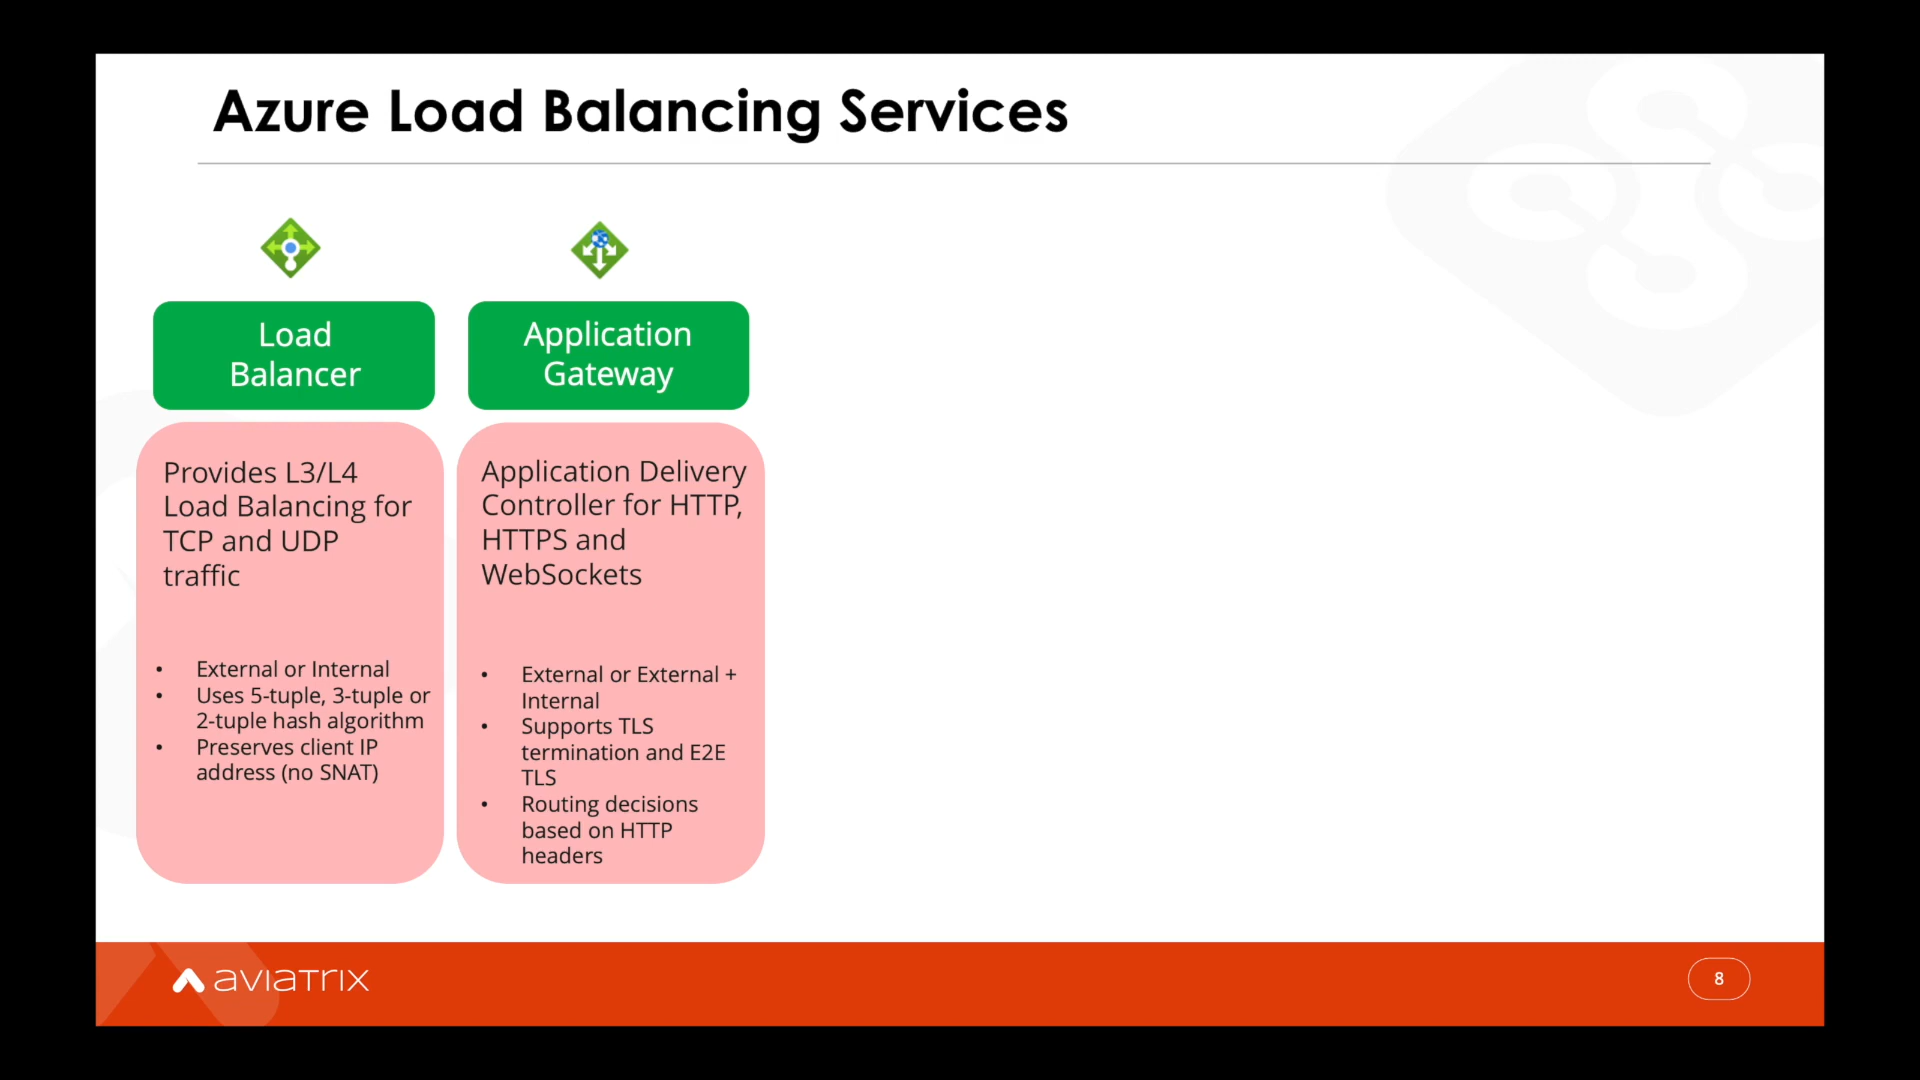 Azure Load Balancing Services
Load
Balancer
Provides L3/L4
Load Balancing for
TCP and UDP
traffic
• External or Internal
• Uses 5-tuple, 3-tuple or
2-tuple hash algorithm
• Preserves client IP
address (no SNAT)
Application
Gateway
Application Delivery
Controller for HTTP,
HTTPS and
WebSockets
• External or External +
Internal
• Supports TLS
termination and E2E
TLS
• Routing decisions
based on HTTP
headers
aviatrix
8